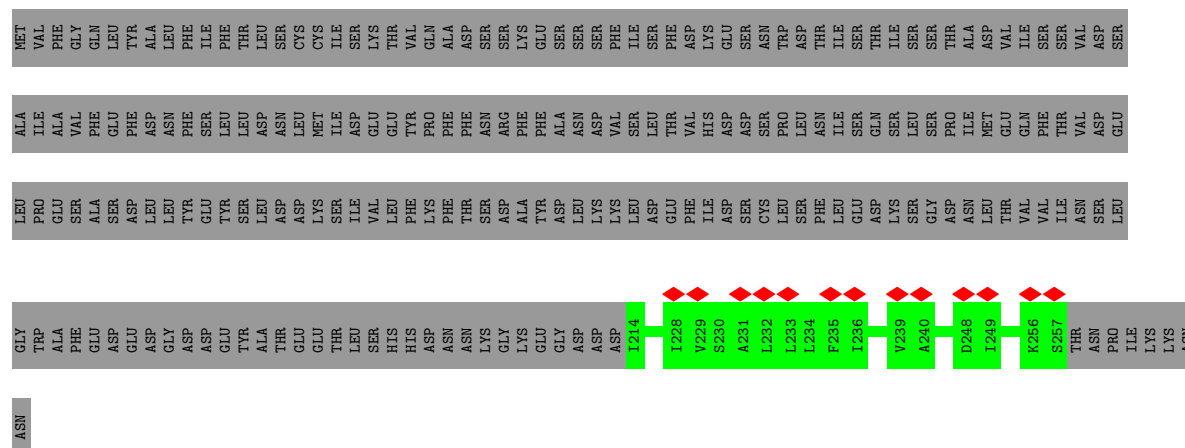 MET VAL PHE GLY GLN LEU TYR ALA LEU PHE ILE PHE THR LEU SER CYS CYS ILE SER LYS THR VAL GLN ALA ASP SER SER LYS GLU SER SER SER PHE ILE SER PHE ASP LYS GLU SER ASN TRP ASP THR ILE SER THR ILE SER SER THR ALA ASP VAL ILE SER SER VAL ASP SER
ALA ILE ALA VAL PHE GLU PHE ASP ASN PHE SER LEU LEU ASP ASN LEU MET ILE ASP GLU GLU TYR PRO PHE PHE ASN ARG PHE PHE ALA ASN ASP VAL SER LEU THR VAL HIS ASP ASP SER PRO LEU ASN ILE SER GLN SER LEU SER PRO ILE MET GLU GLN PHE THR VAL ASP GLU
LEU PRO GLU SER ALA SER ASP LEU LEU TYR GLU TYR SER LEU ASP ASP LYS SER ILE VAL LEU PHE LYS PHE THR SER ASP ALA TYR ASP LEU LYS LYS LEU ASP GLU PHE ILE ASP SER CYS LEU SER PHE LEU GLU ASP LYS SER GLY ASP ASN LEU THR VAL VAL ILE ASN SER LEU
GLY TRP ALA PHE GLU ASP GLU ASP GLY ASP ASP GLU TYR ALA THR GLU GLU THR LEU SER HIS HIS ASP ASN ASN LYS GLY LYS GLU GLY ASP ASP ASP I214 I228 V229 S230 A231 L232 L233 L234 F235 I236 V239 A240 D248 I249 K256 S257 THR ASN PRO ILE LYS LYS ASN
ASN